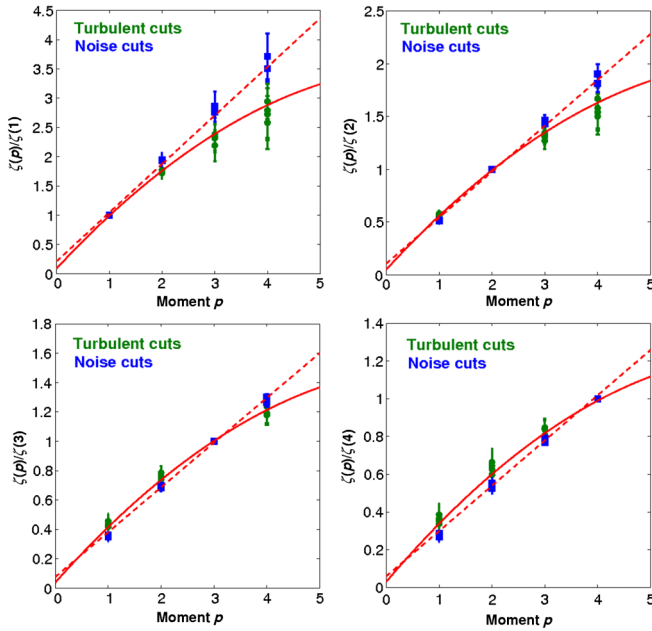 4.5
4
3.5
3
2.5
2
1.5
1
0.5
0
ζ(p)/ζ(1)
Turbulent cuts
Noise cuts
0 1 2 3 4 5
Moment p
2.5
2
1.5
1
0.5
0
ζ(p)/ζ(2)
Turbulent cuts
Noise cuts
0 1 2 3 4 5
Moment p
1.8
1.6
1.4
1.2
1
0.8
0.6
0.4
0.2
0
ζ(p)/ζ(3)
Turbulent cuts
Noise cuts
0 1 2 3 4 5
Moment p
1.4
1.2
1
0.8
0.6
0.4
0.2
0
ζ(p)/ζ(4)
Turbulent cuts
Noise cuts
0 1 2 3 4 5
Moment p